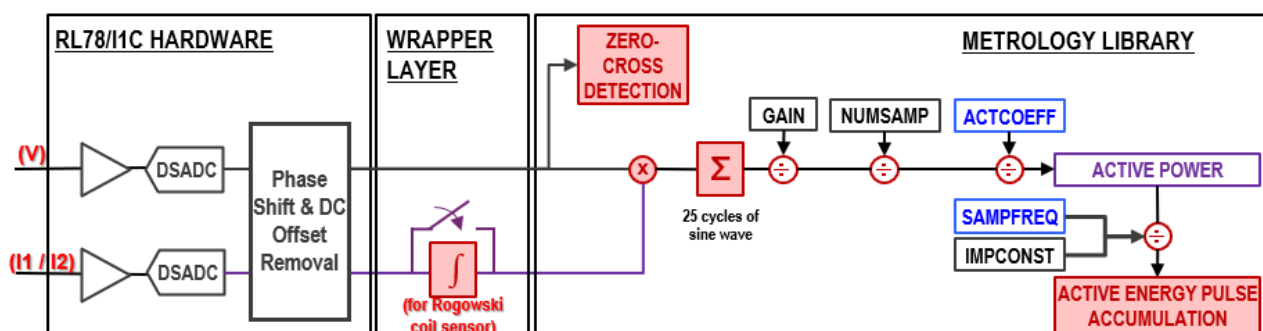 RL78/I1C HARDWARE
(V)
DSADC
(I1 / I2)
DSADC
Phase
Shift & DC
Offset
Removal
WRAPPER
LAYER
∫
(for Rogowski
coil sensor)
METROLOGY LIBRARY
ZERO-
CROSS
DETECTION
x
Σ
25 cycles of
sine wave
GAIN
÷
NUMSAMP
÷
ACTCOEFF
÷
ACTIVE POWER
SAMPFREQ
IMPCONST
÷
ACTIVE ENERGY PULSE
ACCUMULATION